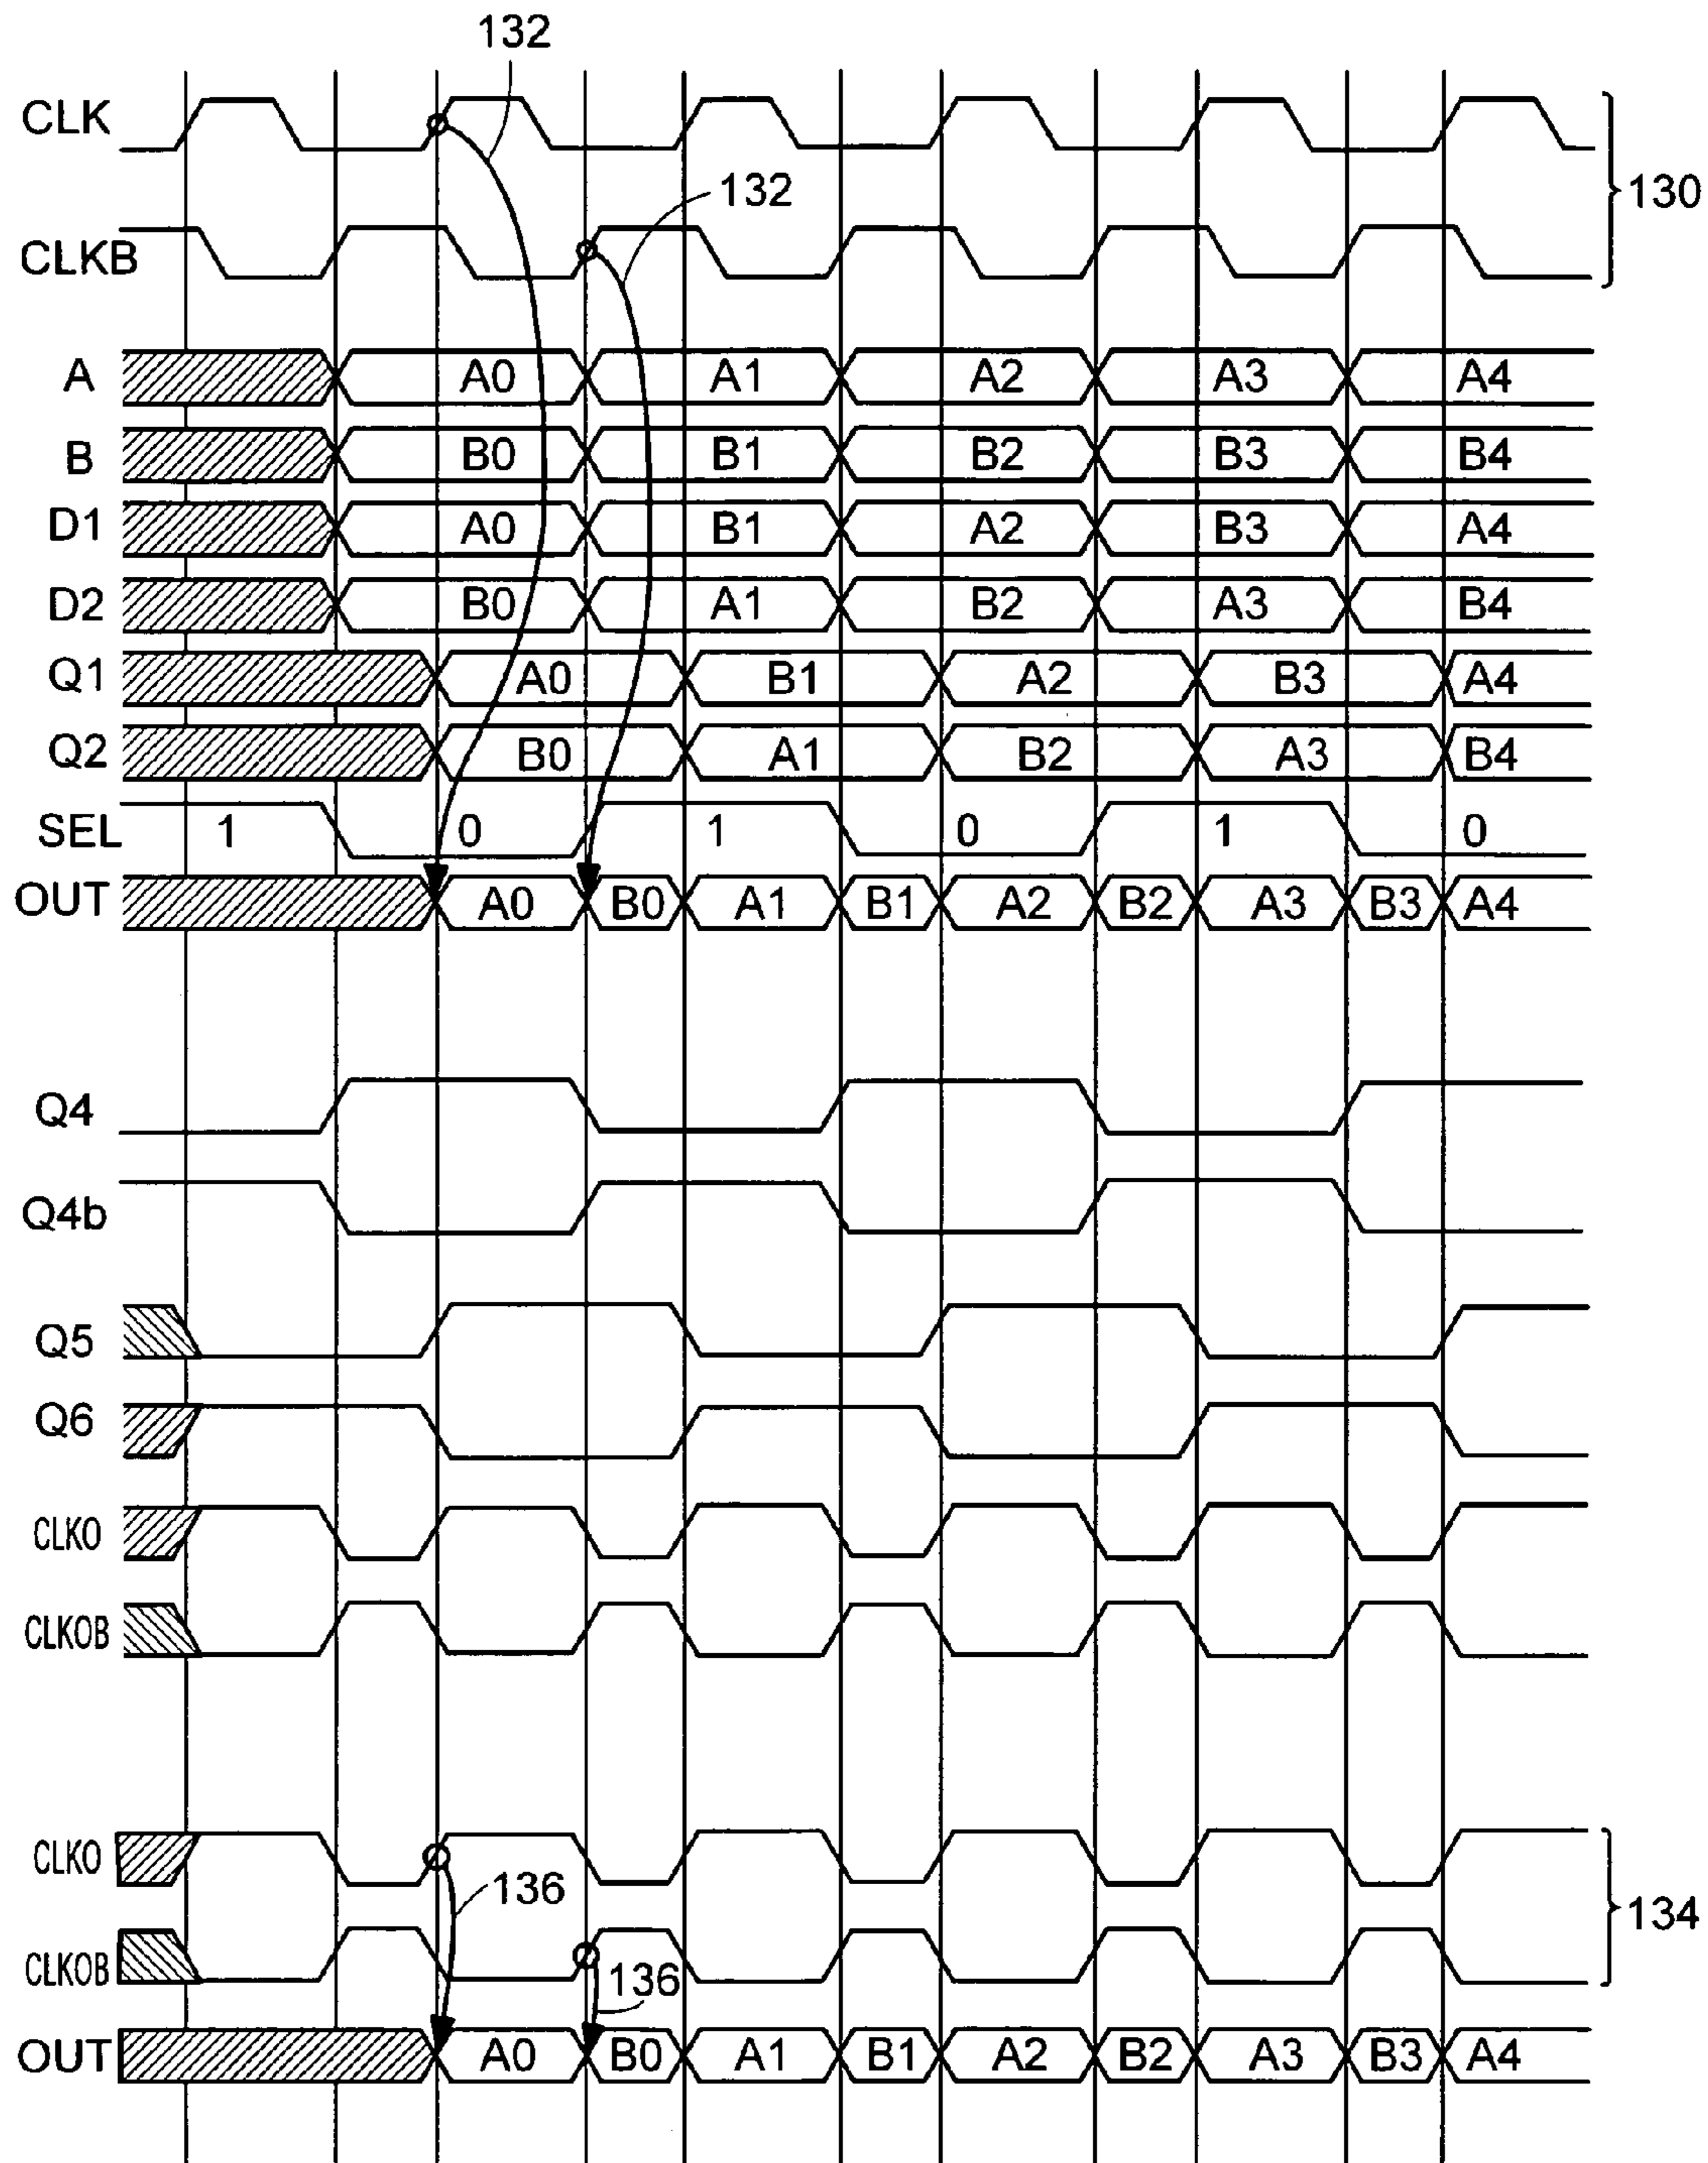 132
CLK
132
130
CLKB
A A0 A1 A2 A3 A4
B B0 B1 B2 B3 B4
D1 A0 B1 A2 B3 A4
D2 B0 A1 B2 A3 B4
Q1 A0 B1 A2 B3 A4
Q2 B0 A1 B2 A3 B4
SEL 1 0 1 0 1 0
OUT A0 B0 A1 B1 A2 B2 A3 B3 A4
Q4
Q4b
Q5
Q6
CLKO
CLKOB
CLKO
136
134
CLKOB
136
OUT A0 B0 A1 B1 A2 B2 A3 B3 A4